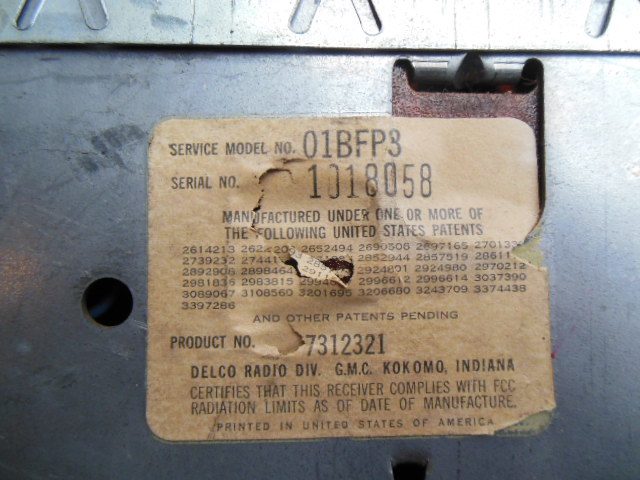 SERVICE MODEL NO. 01BFP3
SERIAL NO. 1018058
MANUFACTURED UNDER ONE OR MORE OF
THE FOLLOWING UNITED STATES PATENTS
2614213 2652494 2690506 2697165
2739232 2852944 2857519
2892908 2898464 2924801 2924980 2970212
2981836 2983815 2996612 2996614 3037390
3089067 3108560 3201695 3206680 3243709 3374438
3397286
AND OTHER PATENTS PENDING
PRODUCT NO. 7312321
DELCO RADIO DIV. G.M.C. KOKOMO, INDIANA
CERTIFIES THAT THIS RECEIVER COMPLIES WITH FCC
RADIATION LIMITS AS OF DATE OF MANUFACTURE.
PRINTED IN UNITED STATES OF AMERICA